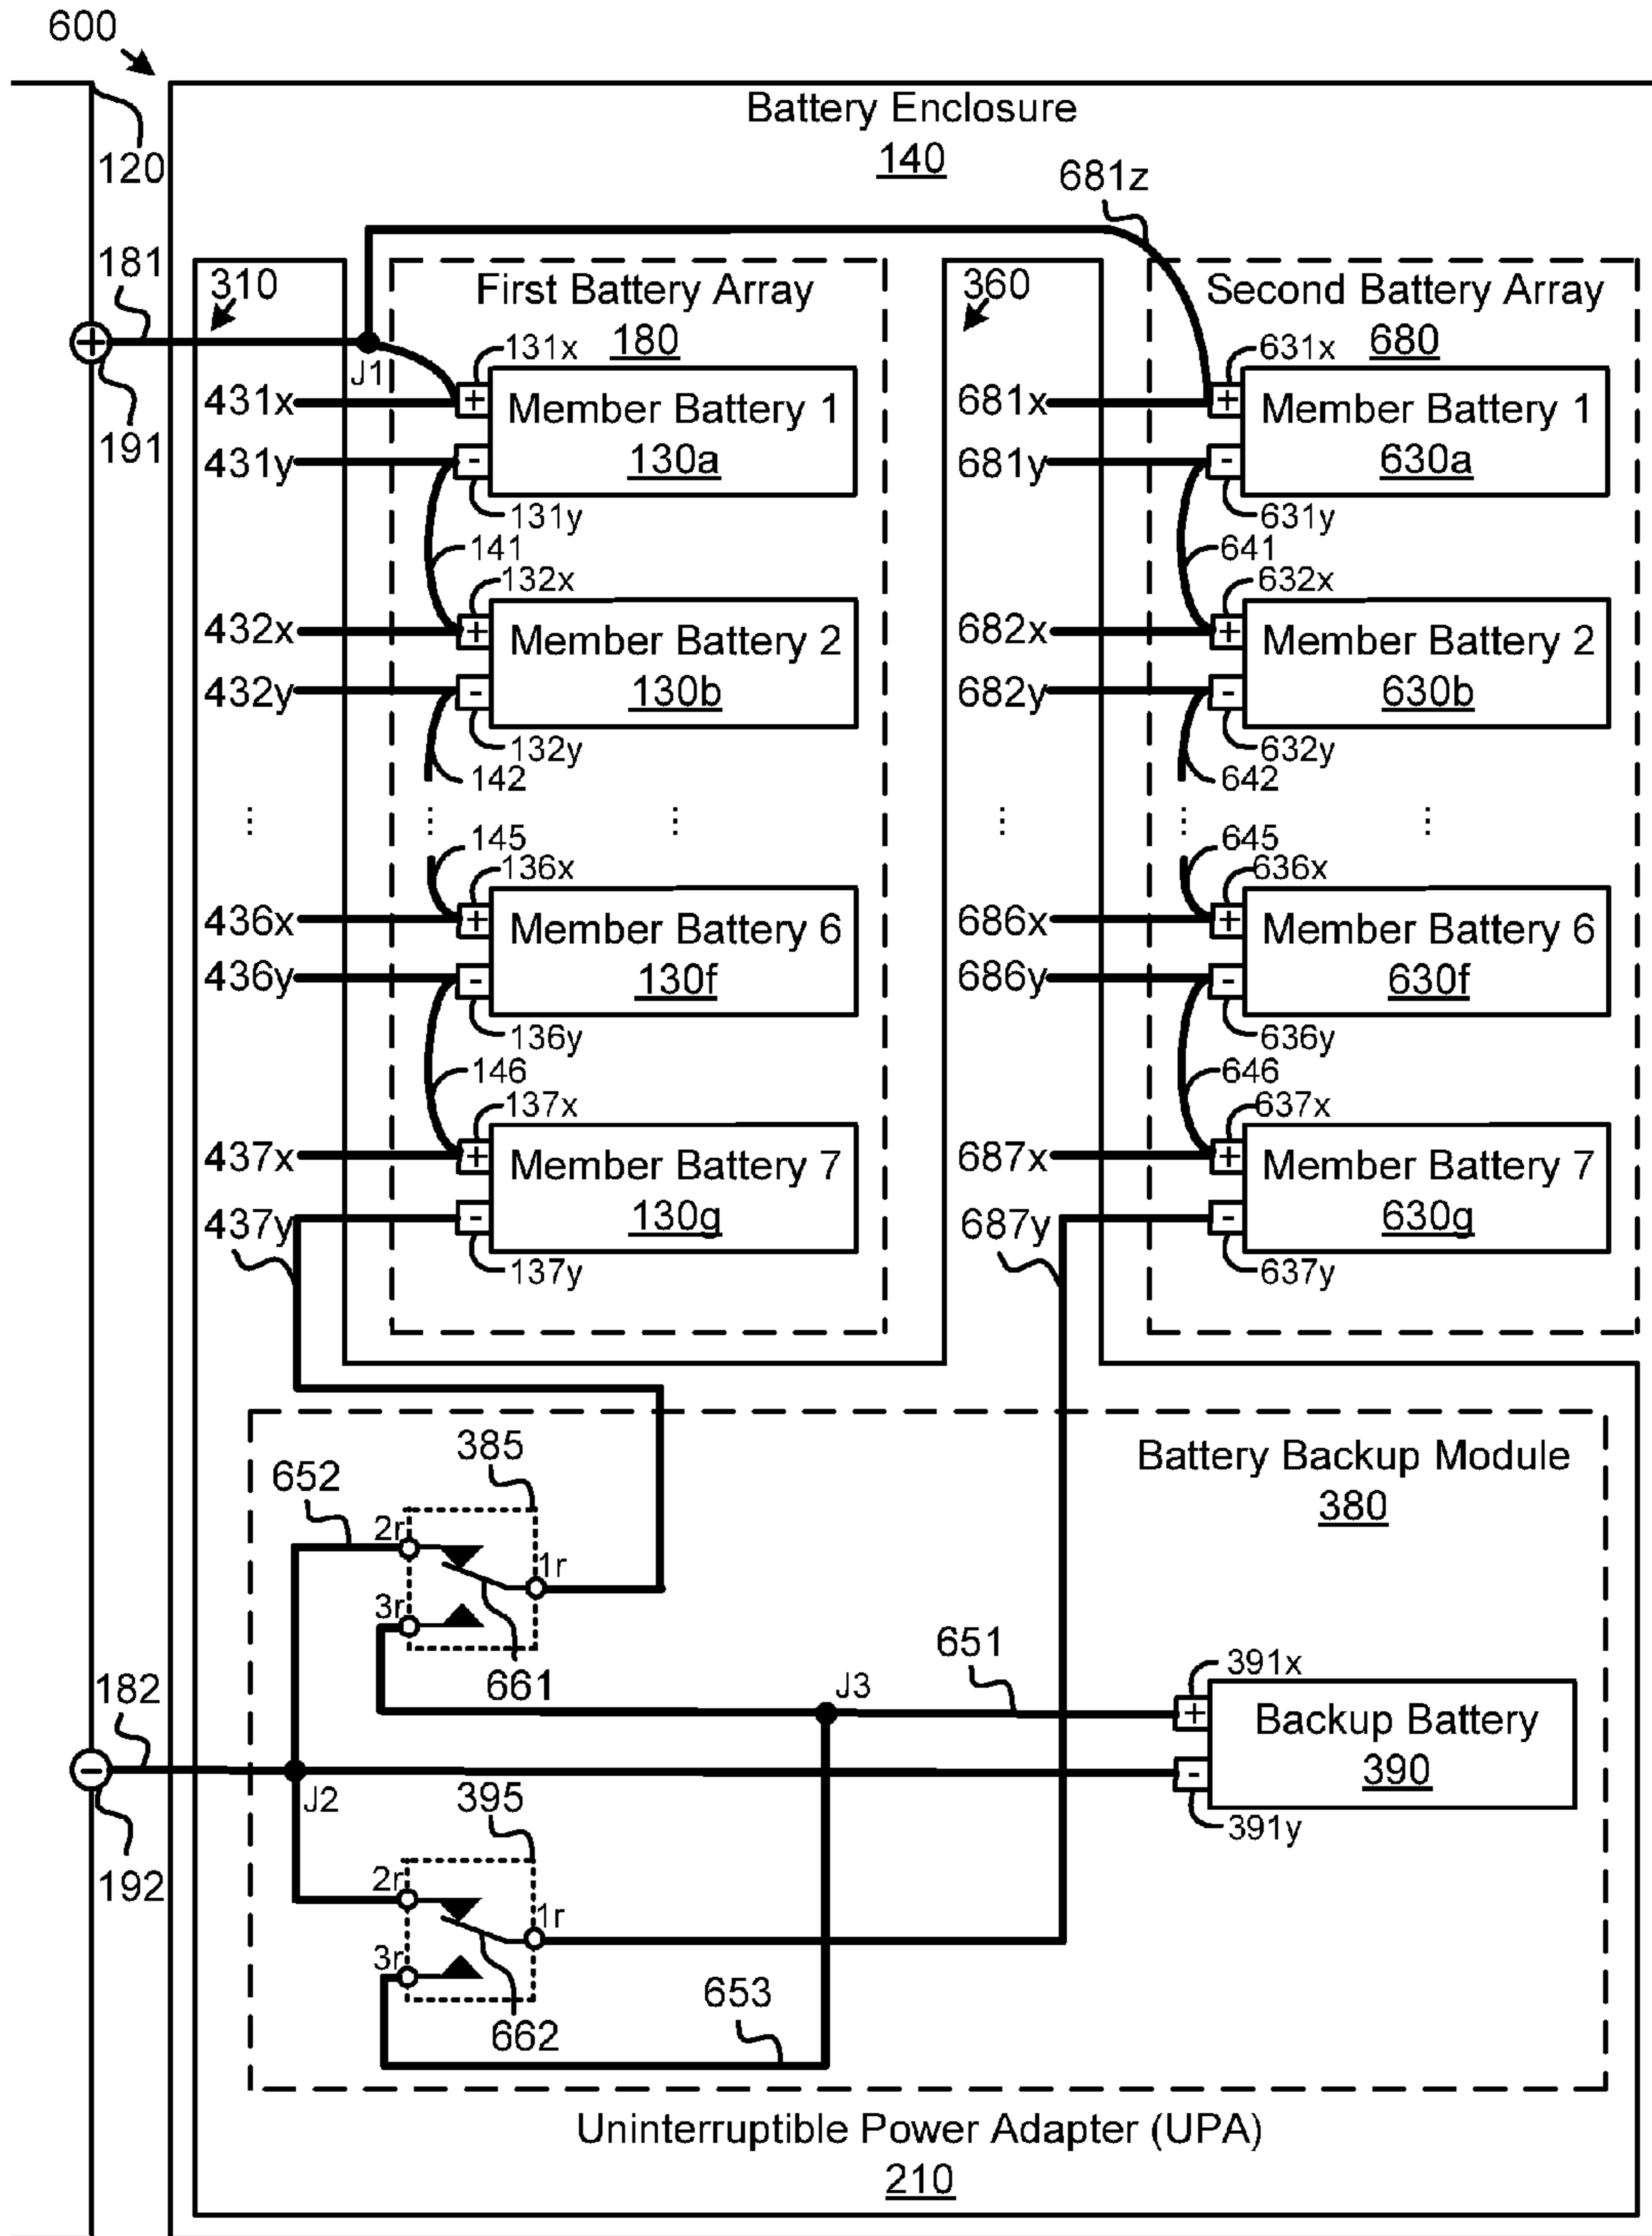 600
120
Battery Enclosure
140
681z
181
310
First Battery Array
180
360
Second Battery Array
680
+
191
J1
431x
431y
131x
+
Member Battery 1
130a
-
131y
141
681x
681y
631x
+
Member Battery 1
630a
-
631y
641
432x
432y
132x
+
Member Battery 2
130b
-
132y
142
682x
682y
632x
+
Member Battery 2
630b
-
632y
642
⋮
⋮
⋮
⋮
⋮
⋮
145
136x
436x
436y
+
Member Battery 6
130f
-
136y
146
645
636x
686x
686y
+
Member Battery 6
630f
-
636y
646
437x
437y
137x
+
Member Battery 7
130g
-
137y
687x
687y
637x
+
Member Battery 7
630g
-
637y
Battery Backup Module
380
385
652
2r
1r
3r
661
651
J3
391x
+
Backup Battery
390
-
391y
182
-
192
J2
395
2r
1r
3r
662
653
Uninterruptible Power Adapter (UPA)
210